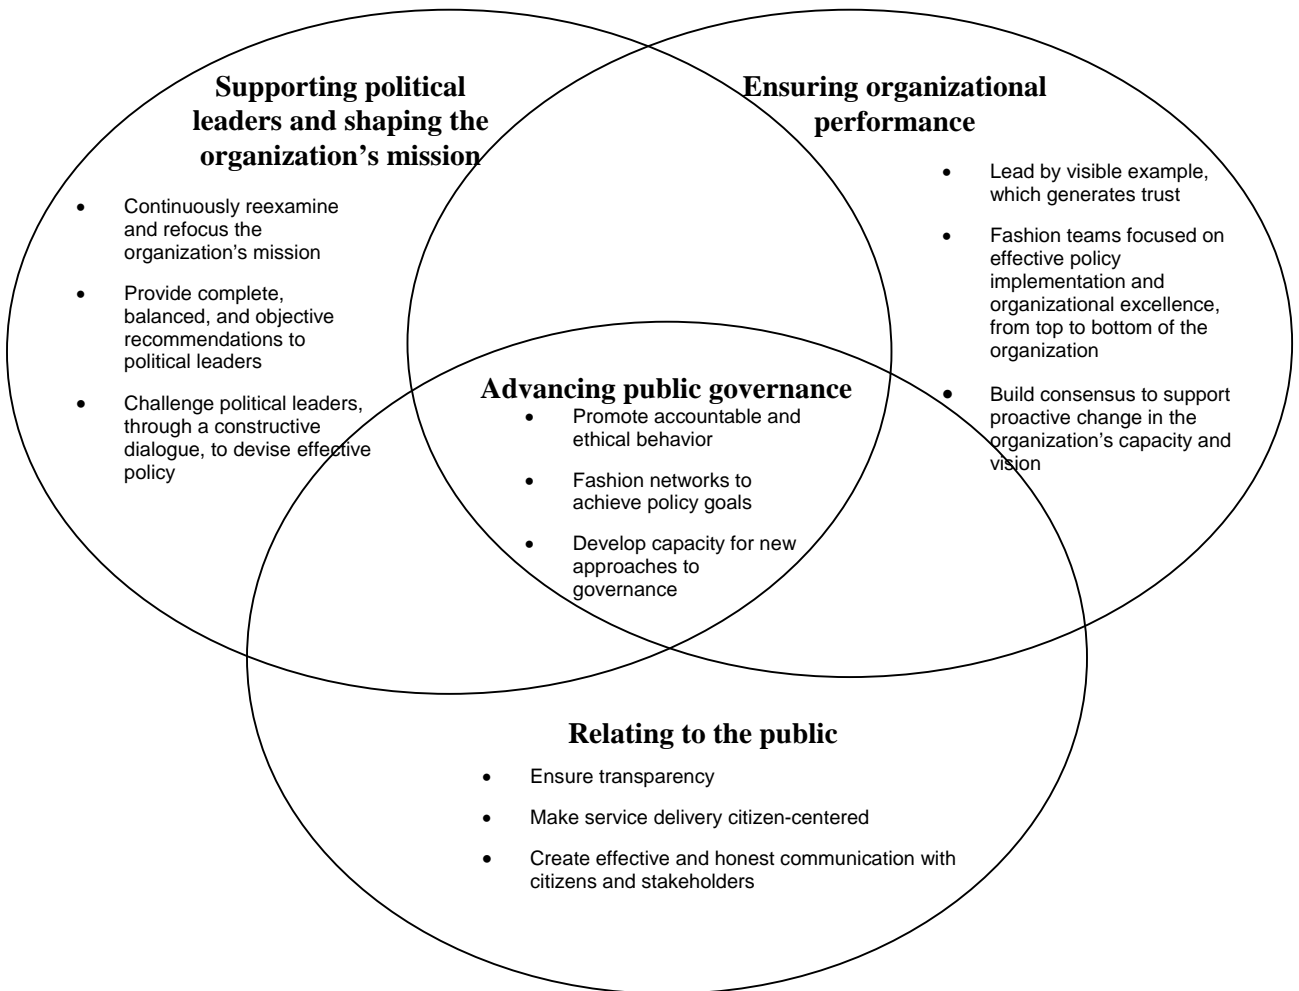 Supporting political
leaders and shaping the
organization's mission
• Continuously reexamine
and refocus the
organization's mission
• Provide complete,
balanced, and objective
recommendations to
political leaders
• Challenge political leaders,
through a constructive
dialogue, to devise effective
policy
Ensuring organizational
performance
• Lead by visible example,
which generates trust
• Fashion teams focused on
effective policy
implementation and
organizational excellence,
from top to bottom of the
organization
• Build consensus to support
proactive change in the
organization's capacity and
vision
Advancing public governance
• Promote accountable and
ethical behavior
• Fashion networks to
achieve policy goals
• Develop capacity for new
approaches to
governance
Relating to the public
• Ensure transparency
• Make service delivery citizen-centered
• Create effective and honest communication with
citizens and stakeholders